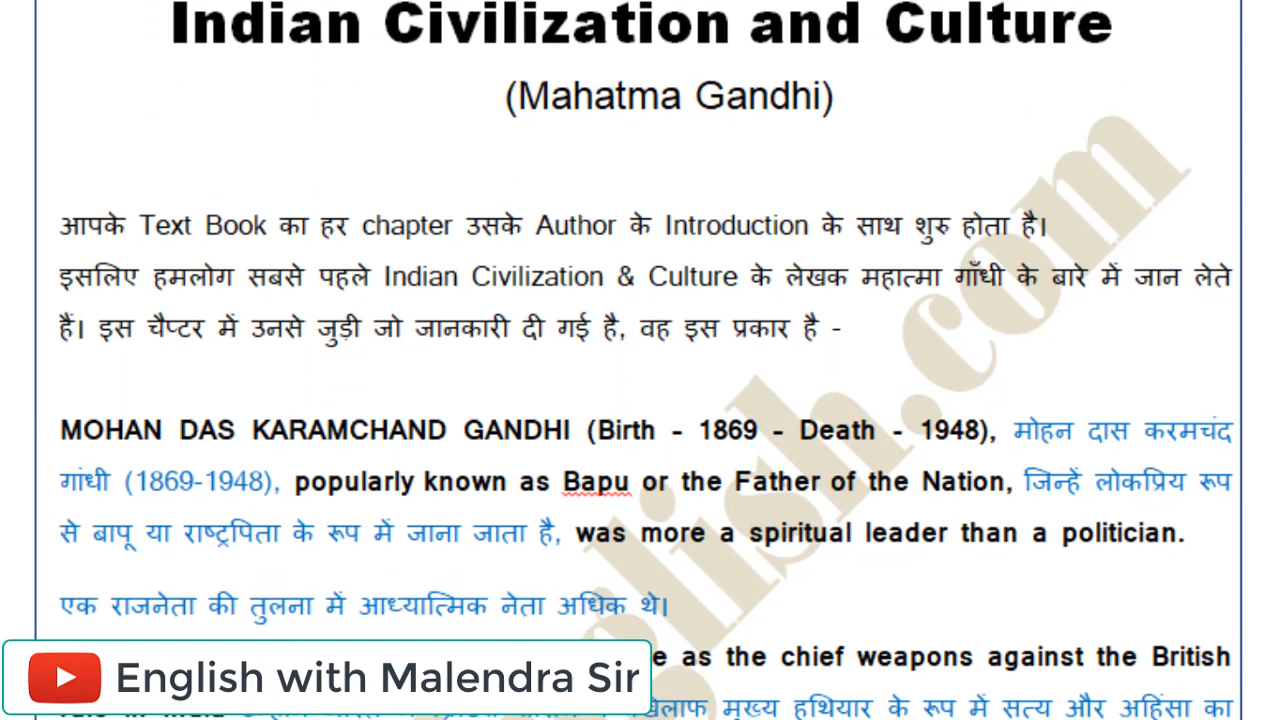 Indian Civilization and Culture
(Mahatma Gandhi)
आपके Text Book का हर chapter उसके Author के Introduction के साथ शुरु होता है।
इसलिए हमलोग सबसे पहले Indian Civilization & Culture के लेखक महात्मा गाँधी के बारे में जान लेते
हैं। इस चैप्टर में उनसे जुड़ी जो जानकारी दी गई है, वह इस प्रकार है -
MOHAN DAS KARAMCHAND GANDHI (Birth - 1869 - Death - 1948), मोहन दास करमचंद
गांधी (1869-1948), popularly known as Bapu or the Father of the Nation, जिन्हें लोकप्रिय रूप
से बापू या राष्ट्रपिता के रूप में जाना जाता है, was more a spiritual leader than a politician.
एक राजनेता की तुलना में आध्यात्मिक नेता अधिक थे।
as the chief weapons against the British
मुख्य हथियार के रूप में सत्य और अहिंसा का
English with Malendra Sir
glish.com